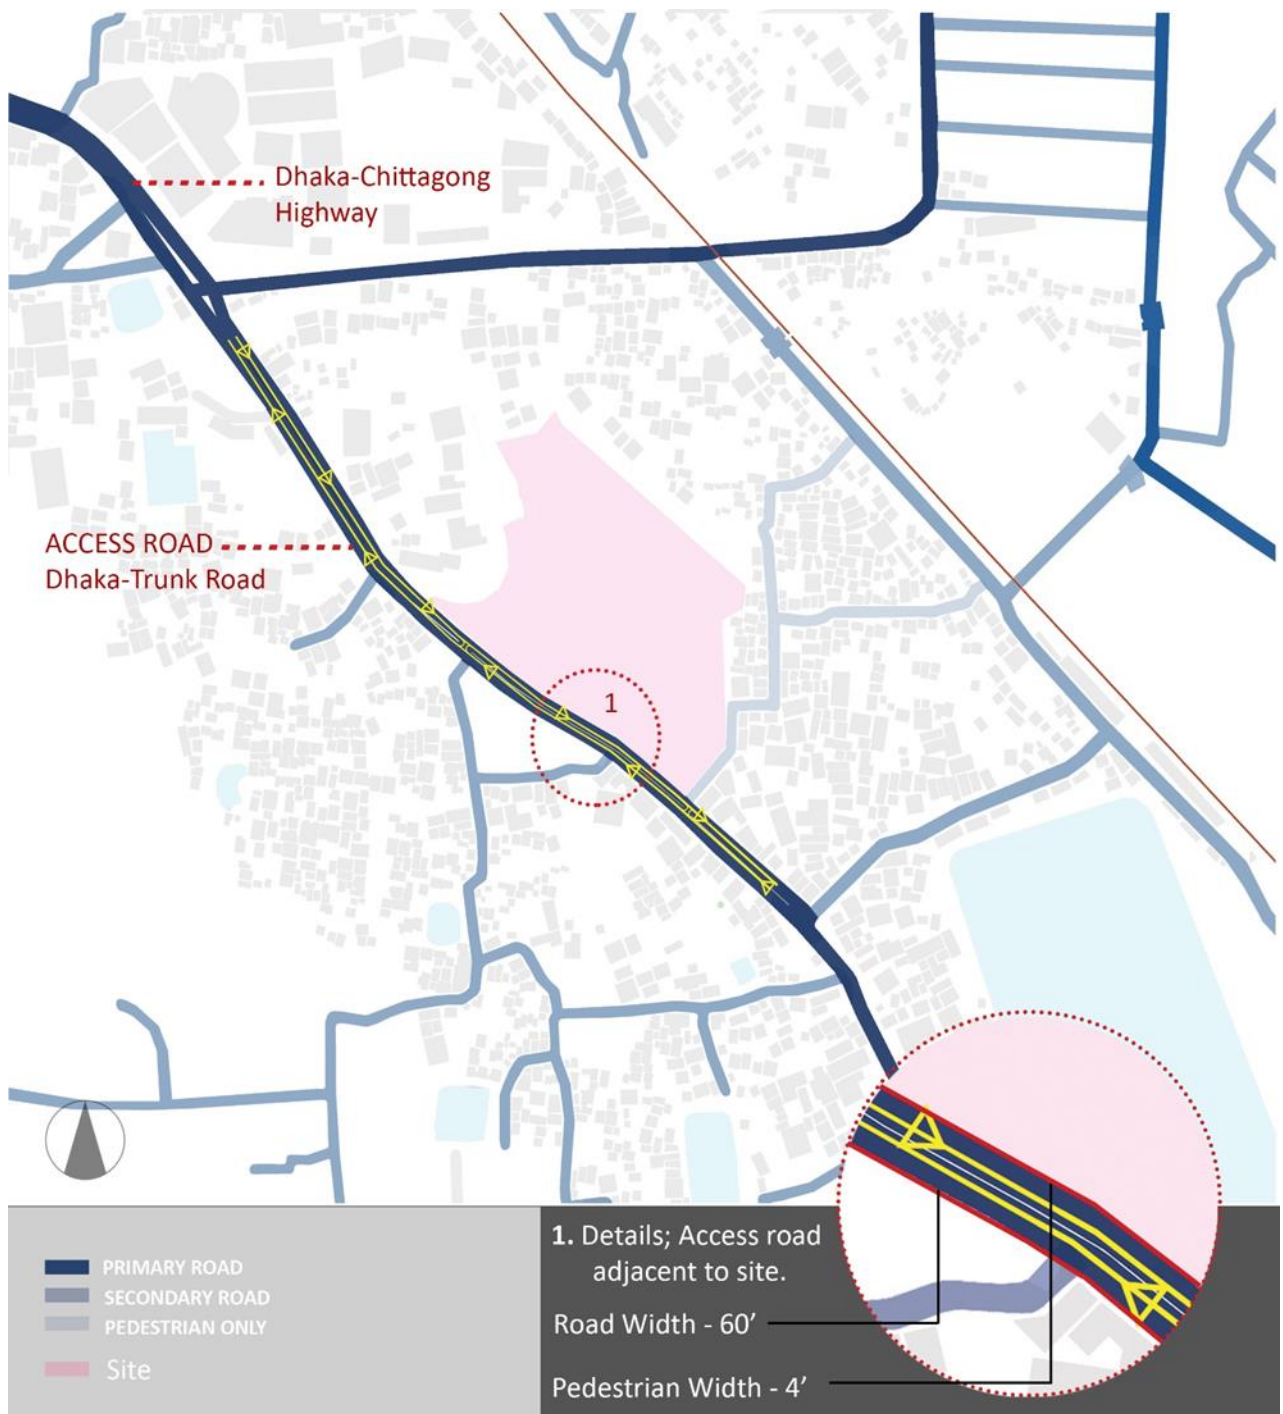 Dhaka-Chittagong
Highway
ACCESS ROAD
Dhaka-Trunk Road
1
PRIMARY ROAD
SECONDARY ROAD
PEDESTRIAN ONLY
Site
1. Details; Access road
adjacent to site.
Road Width - 60’
Pedestrian Width - 4’